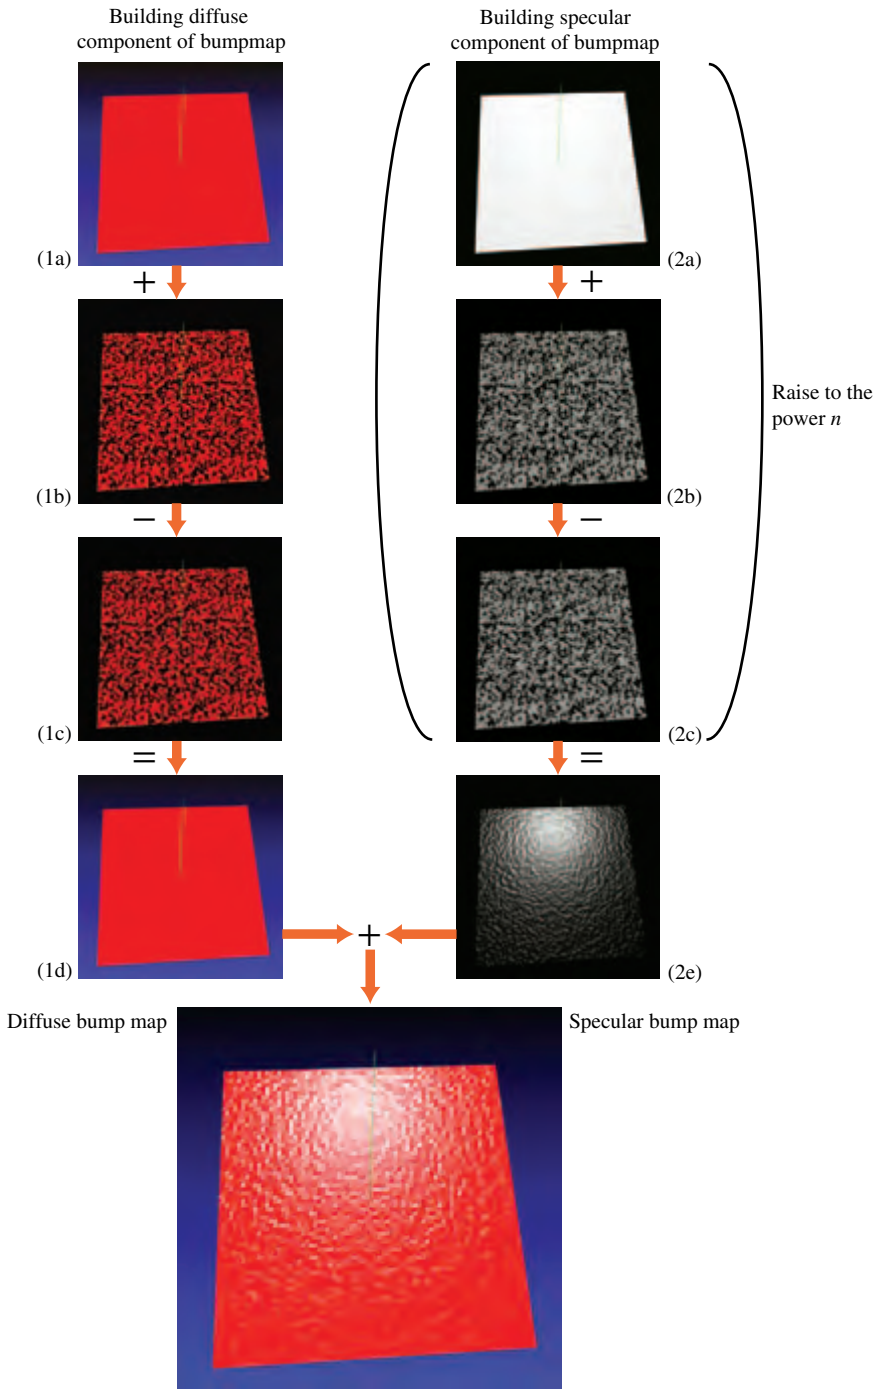 Building diffuse
component of bumpmap
Building specular
component of bumpmap
(1a)
(2a)
+
+
(1b)
(2b)
Raise to the
power n
−
−
(1c)
(2c)
=
=
(1d)
+
(2e)
Diffuse bump map
Specular bump map